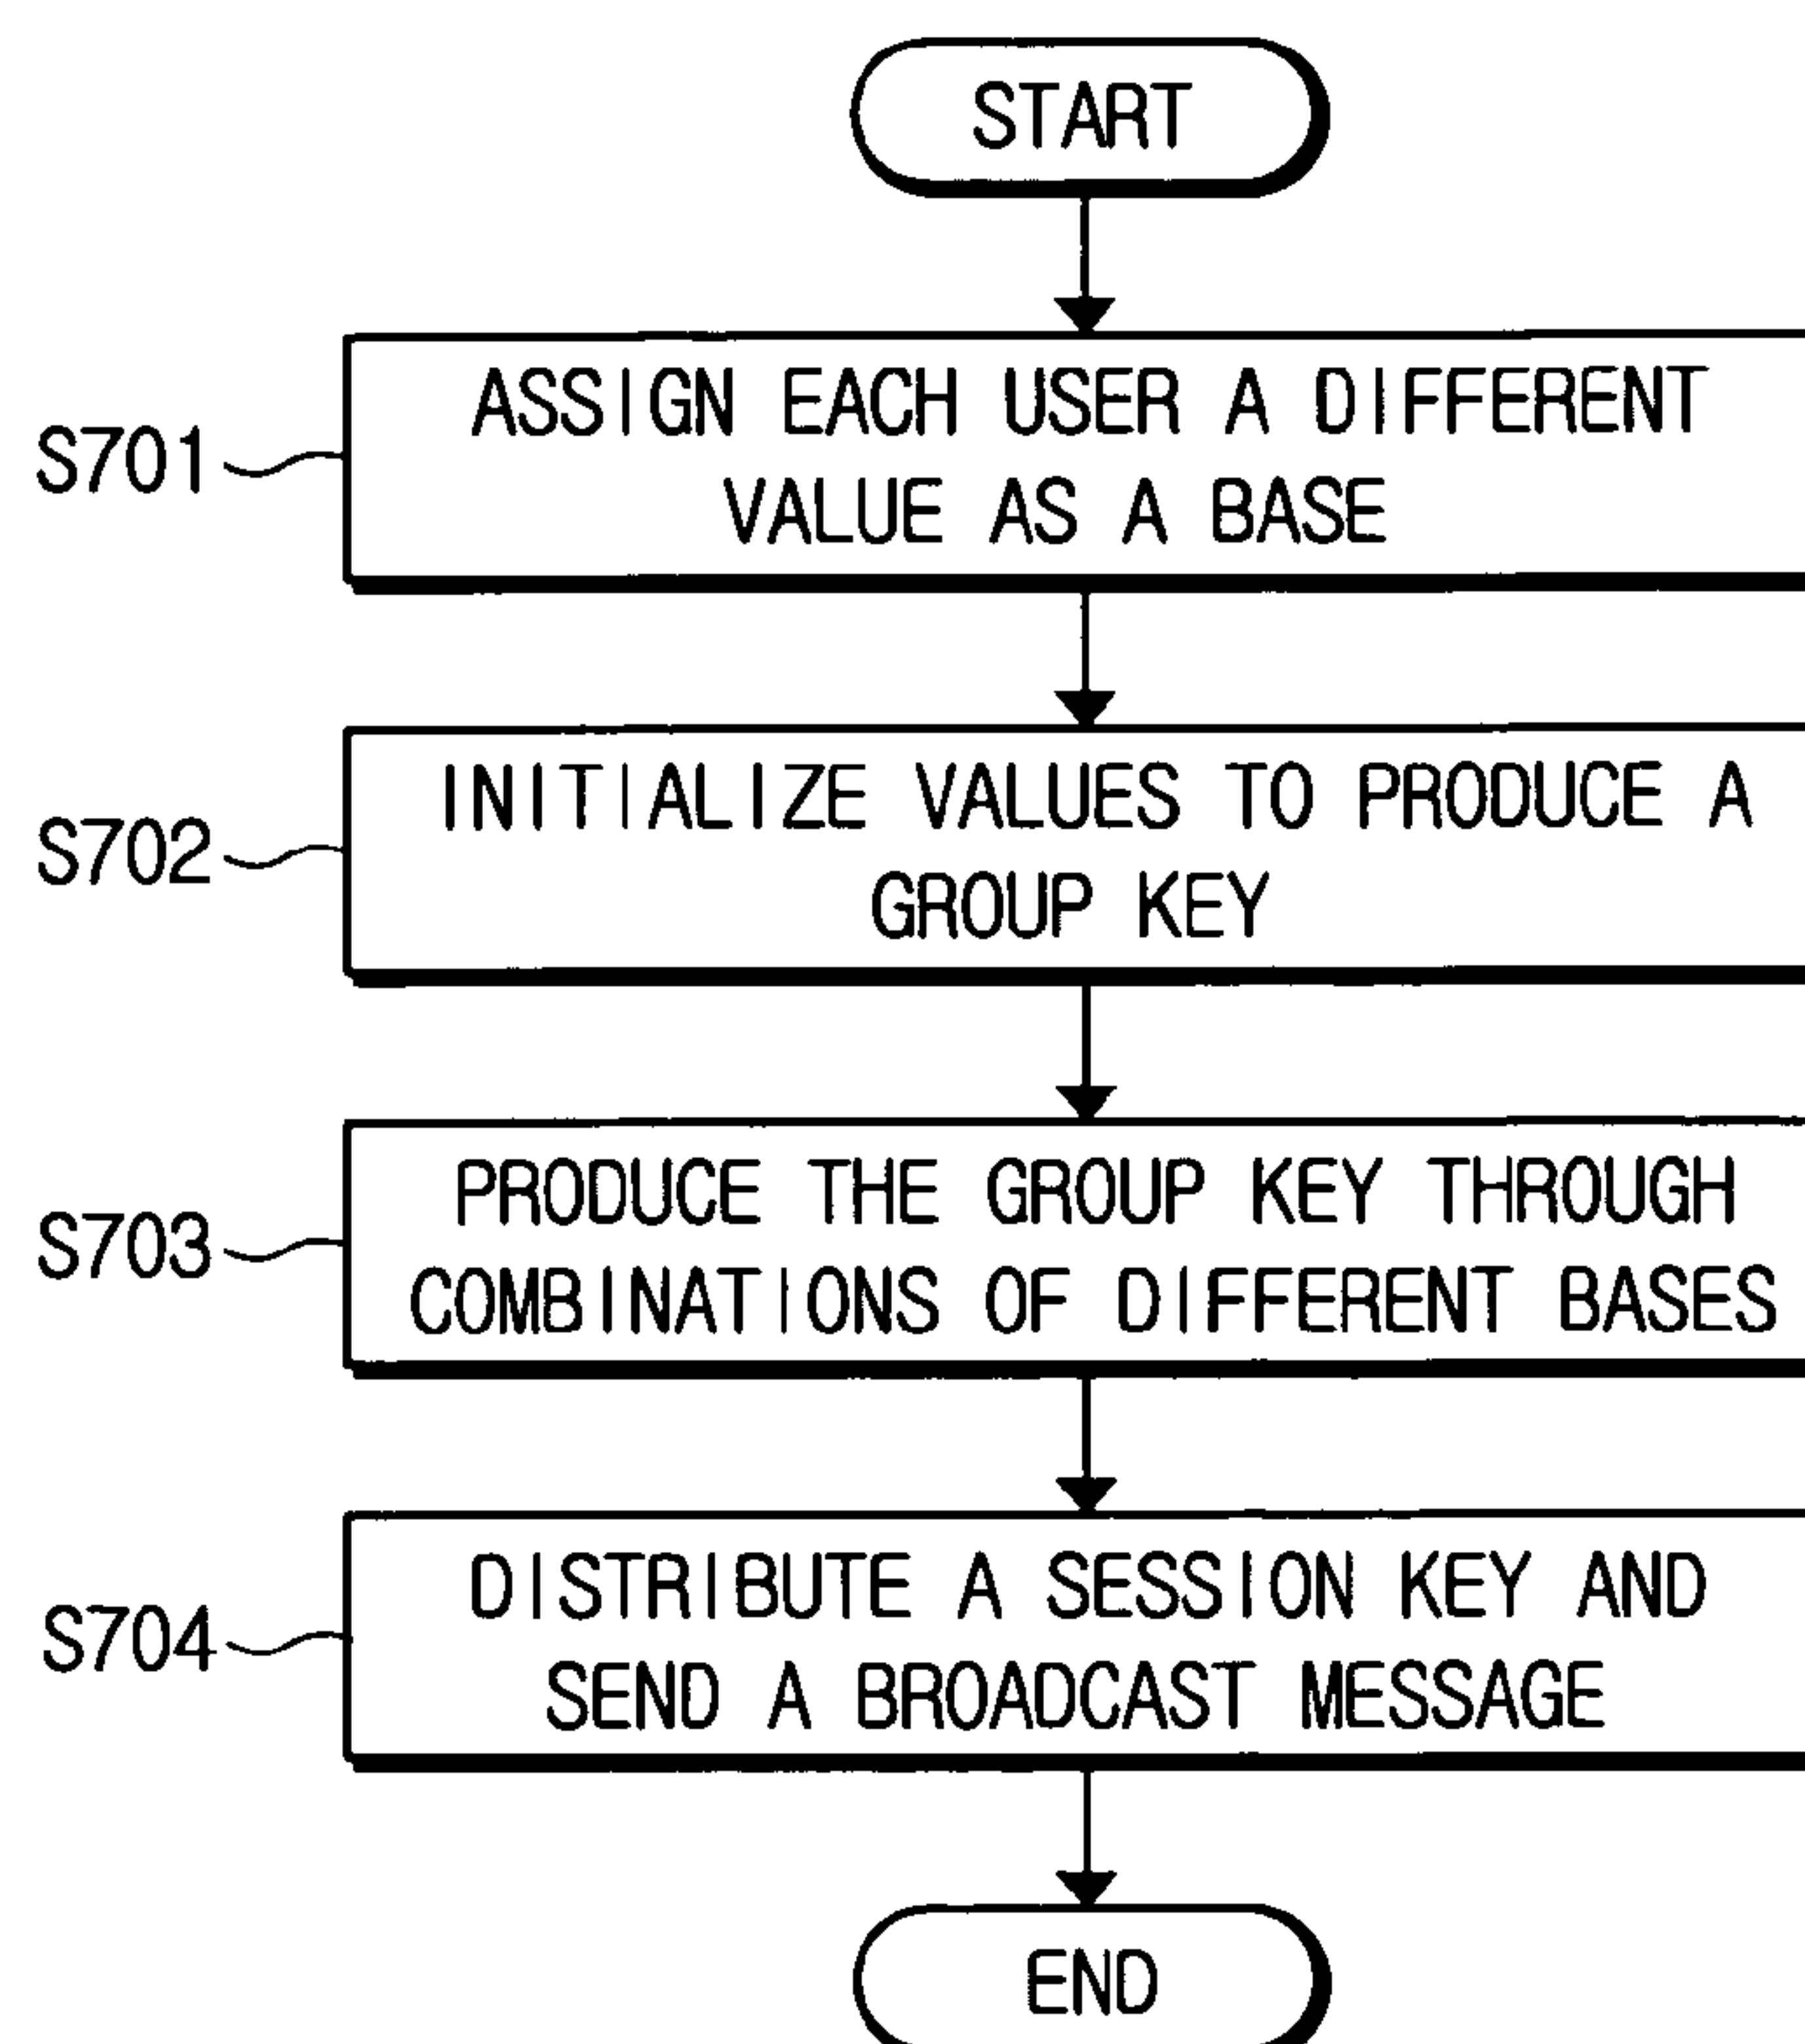 START
S701
ASSIGN EACH USER A DIFFERENT
VALUE AS A BASE
S702
INITIALIZE VALUES TO PRODUCE A
GROUP KEY
S703
PRODUCE THE GROUP KEY THROUGH
COMBINATIONS OF DIFFERENT BASES
S704
DISTRIBUTE A SESSION KEY AND
SEND A BROADCAST MESSAGE
END